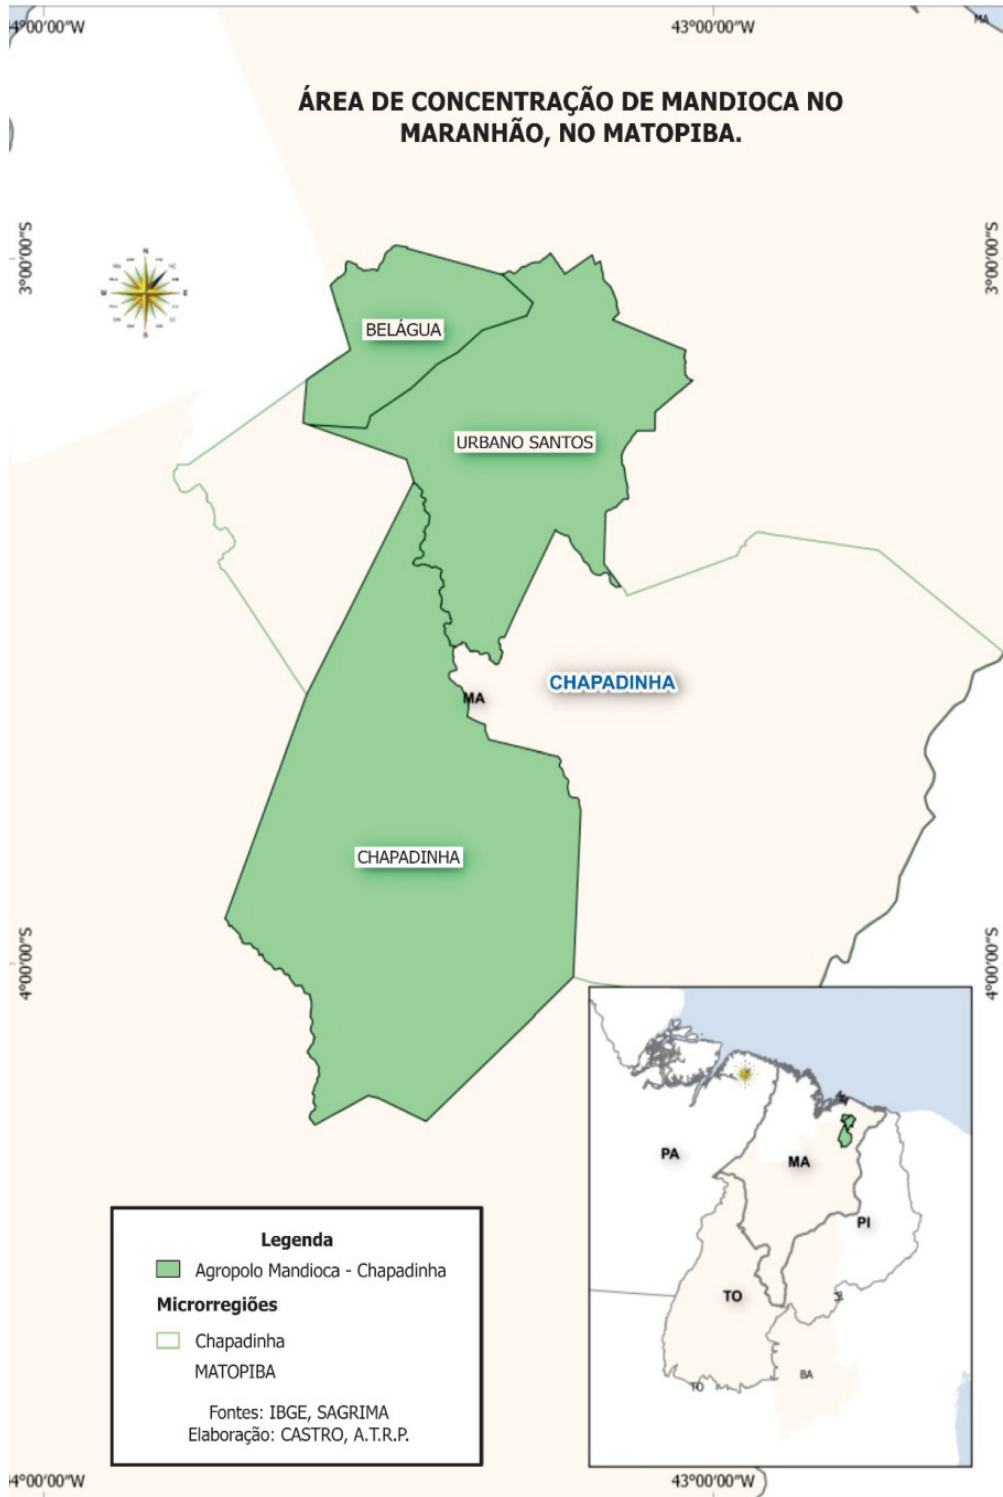 4°00'00"W
43°00'00"W
MA
ÁREA DE CONCENTRAÇÃO DE MANDIOCA NO
MARANHÃO, NO MATOPIBA.
3°00'00"S
3°00'00"S
N
W
E
S
BELÁGUA
URBANO SANTOS
CHAPADINHA
MA
CHAPADINHA
4°00'00"S
4°00'00"S
PA
MA
PI
TO
TO
BA
Legenda
Agropolo Mandioca - Chapadinha
Microrregiões
Chapadinha
MATOPIBA
Fontes: IBGE, SAGRIMA
Elaboração: CASTRO, A.T.R.P.
4°00'00"W
43°00'00"W